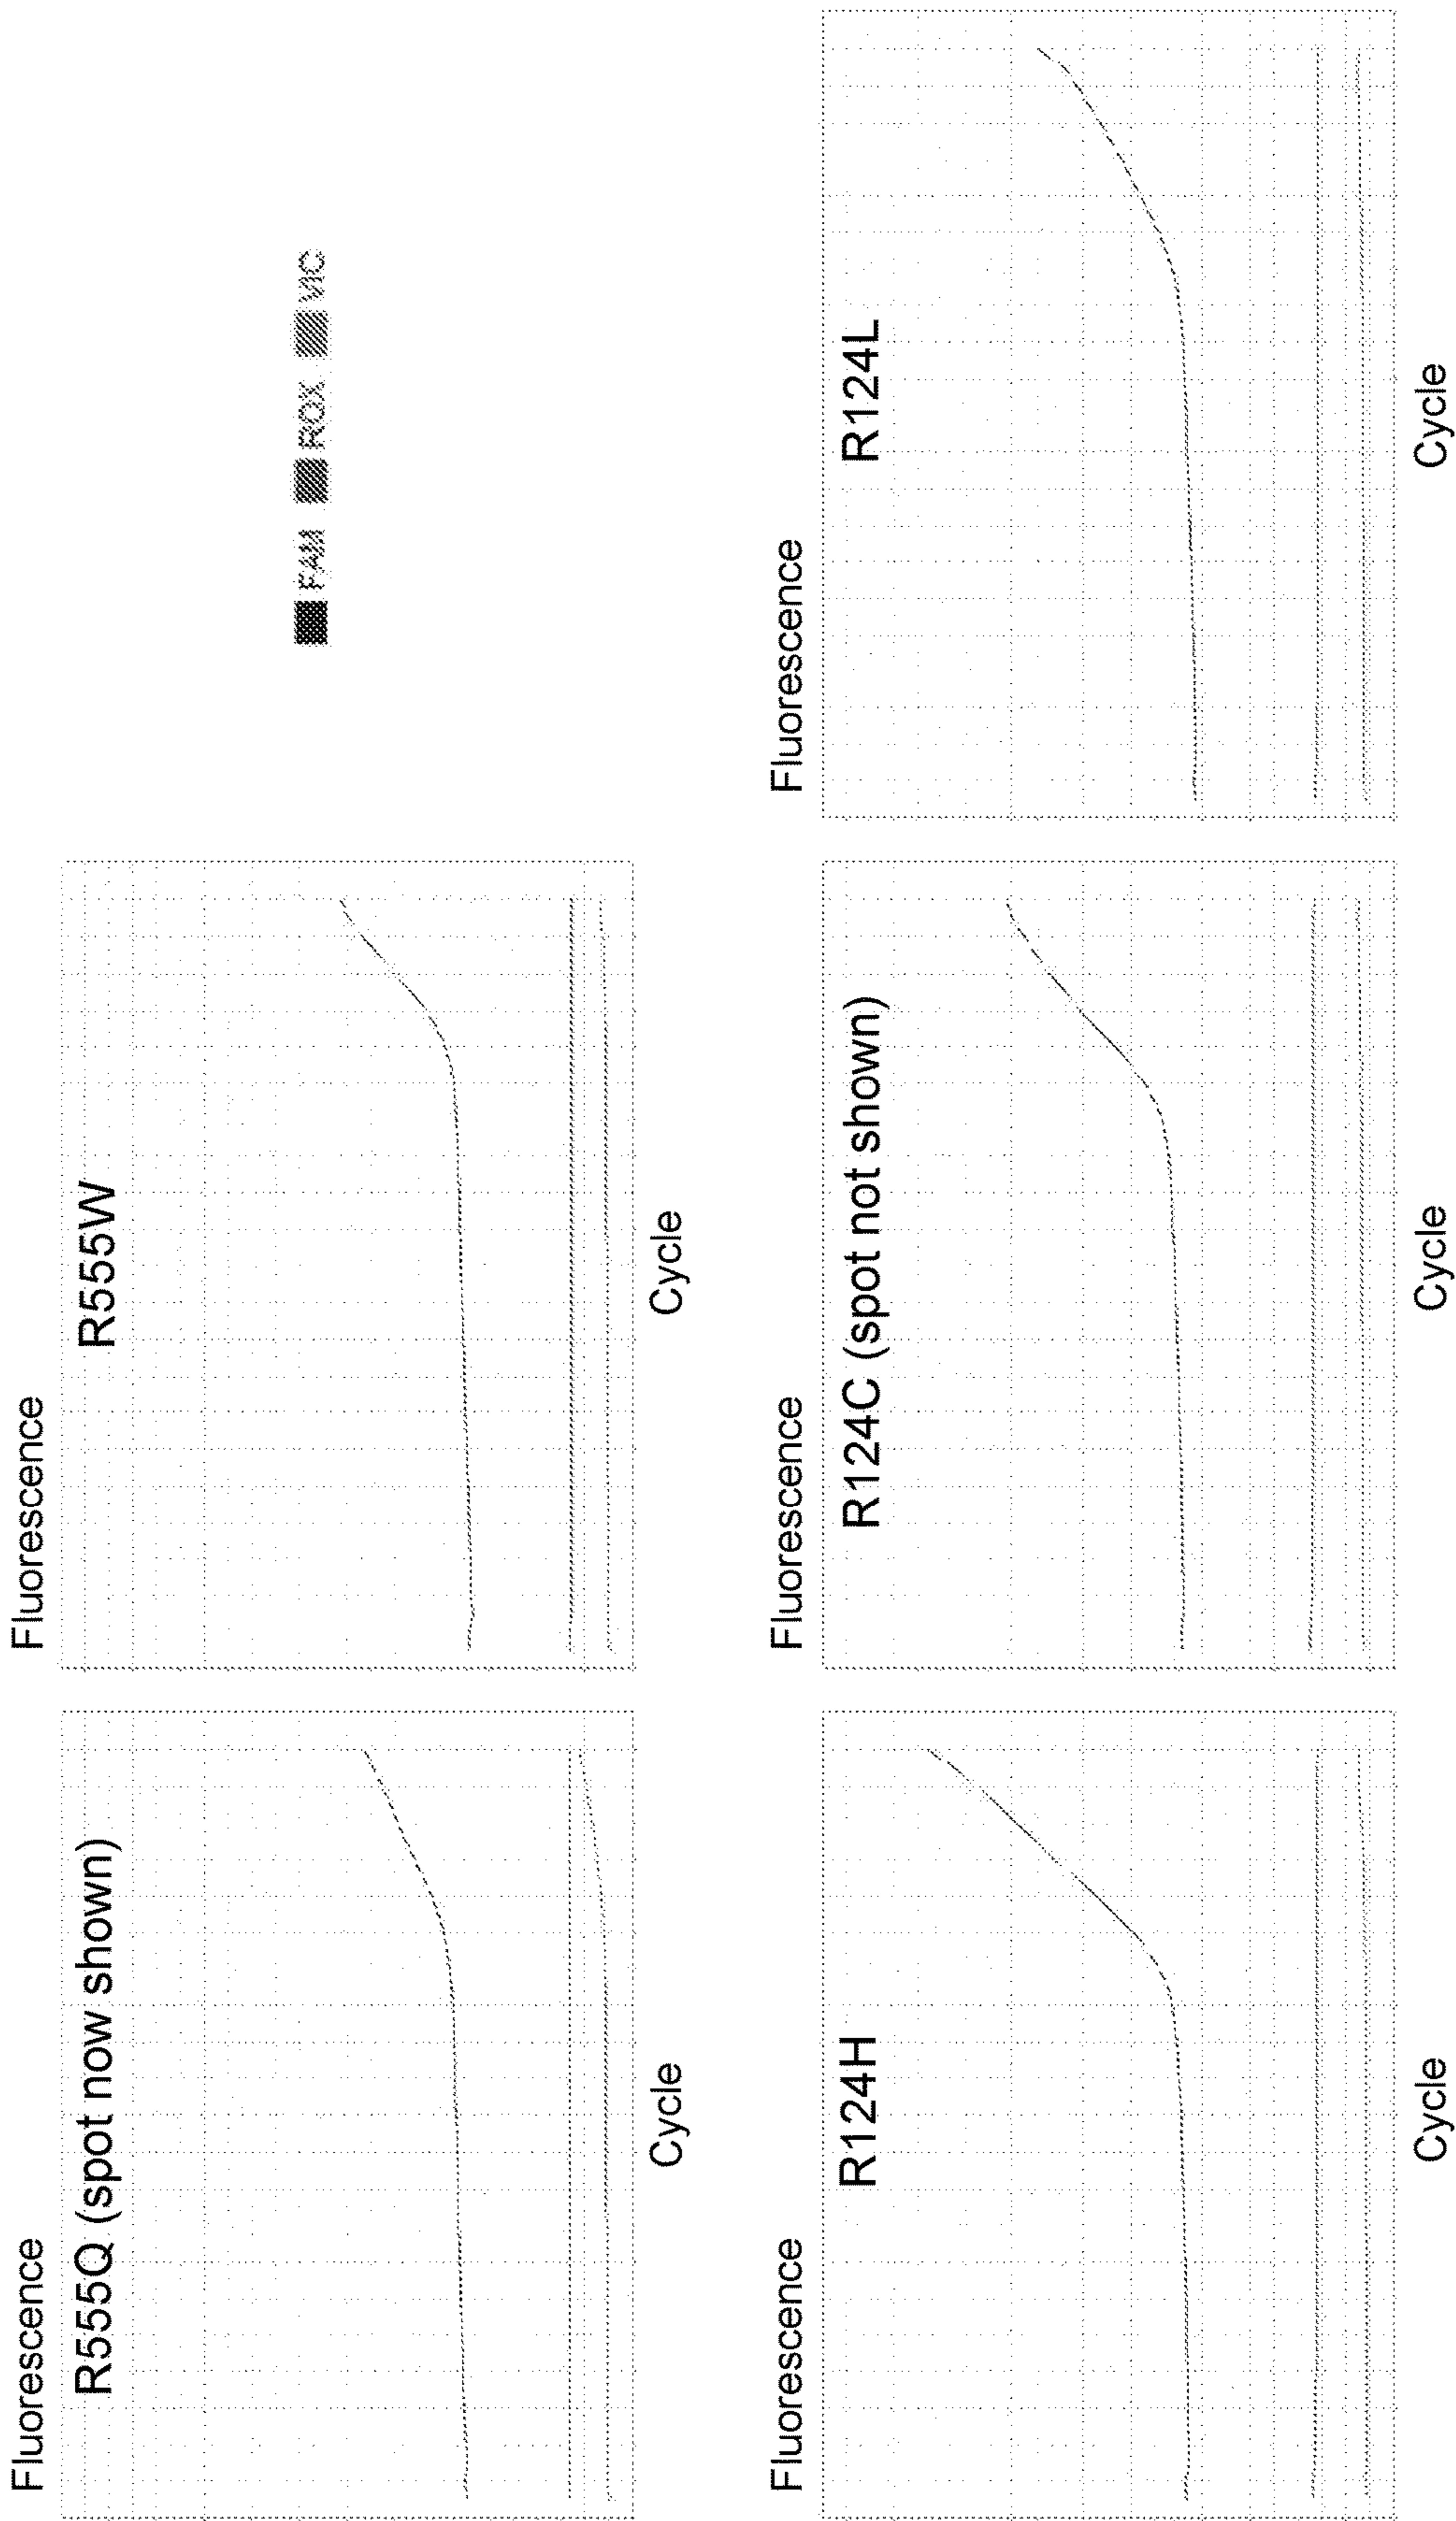 Fluorescence
R555Q (spot now shown)
Cycle
Fluorescence
R555W
Cycle
FAM ROX VIC
Fluorescence
R124H
Cycle
Fluorescence
R124C (spot not shown)
Cycle
Fluorescence
R124L
Cycle